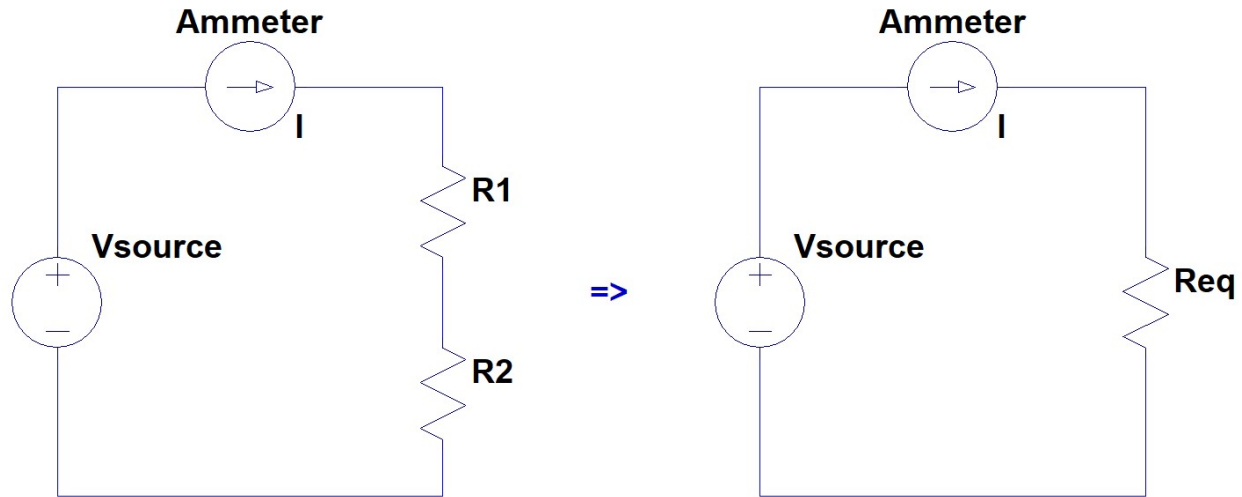 Ammeter
I
R1
Vsource
R2
=>
Ammeter
I
Vsource
Req